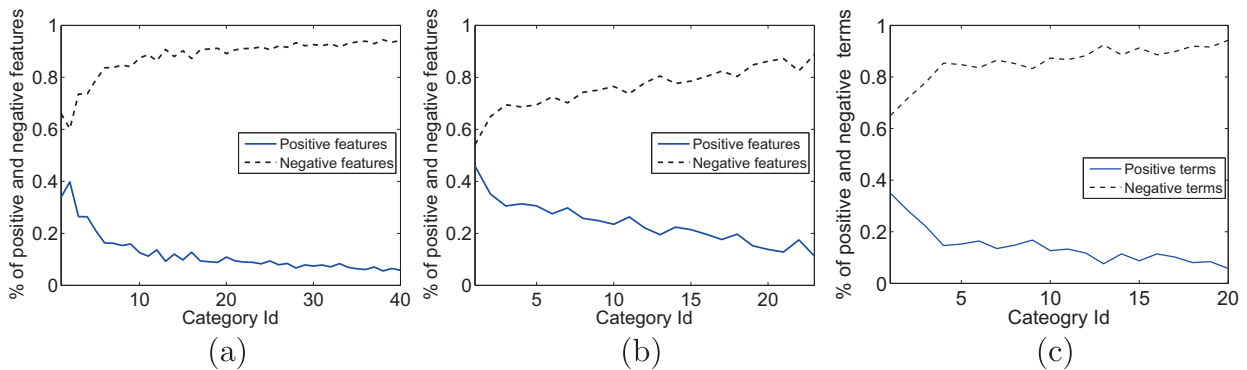 % of positive and negative features
1
0.8
0.6
0.4
0.2
0
10
20
30
40
Category Id
Positive features
Negative features
(a)
% of positive and negative features
1
0.8
0.6
0.4
0.2
0
5
10
15
20
Category Id
Positive features
Negative features
(b)
% of positive and negative terms
1
0.8
0.6
0.4
0.2
0
5
10
15
20
Cateogry Id
Positive terms
Negative terms
(c)